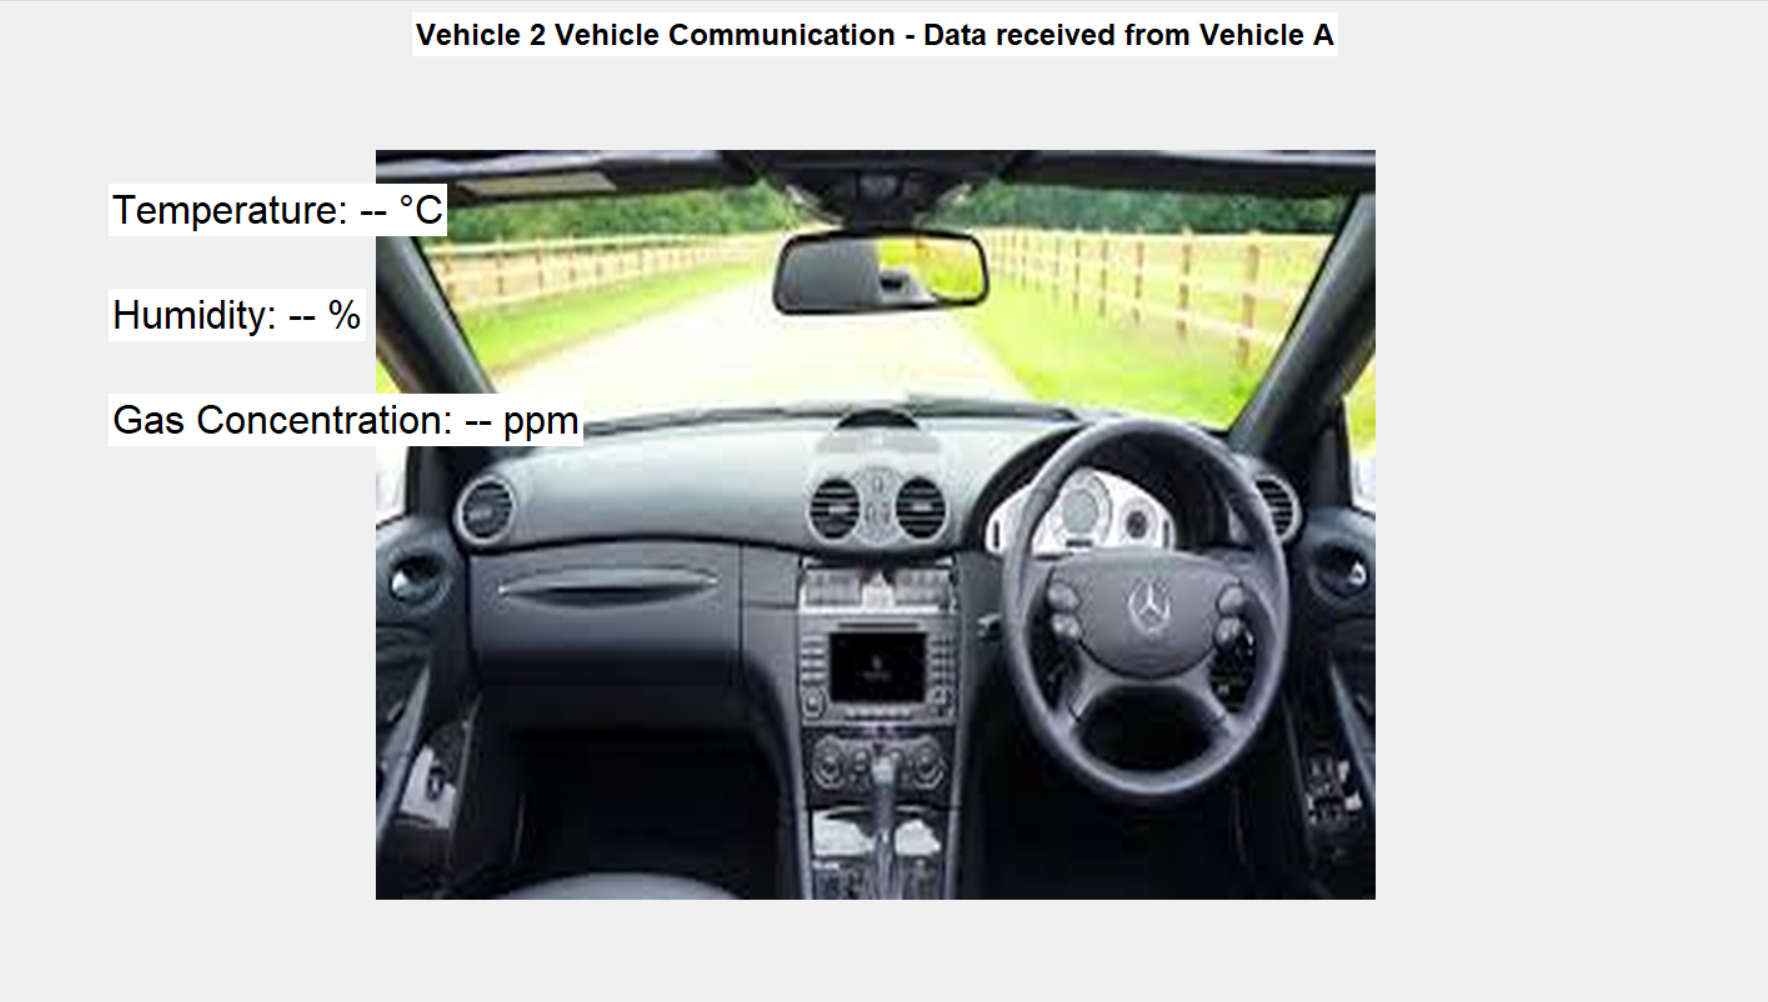 Vehicle 2 Vehicle Communication - Data received from Vehicle A
Temperature: -- °C
Humidity: -- %
Gas Concentration: -- ppm